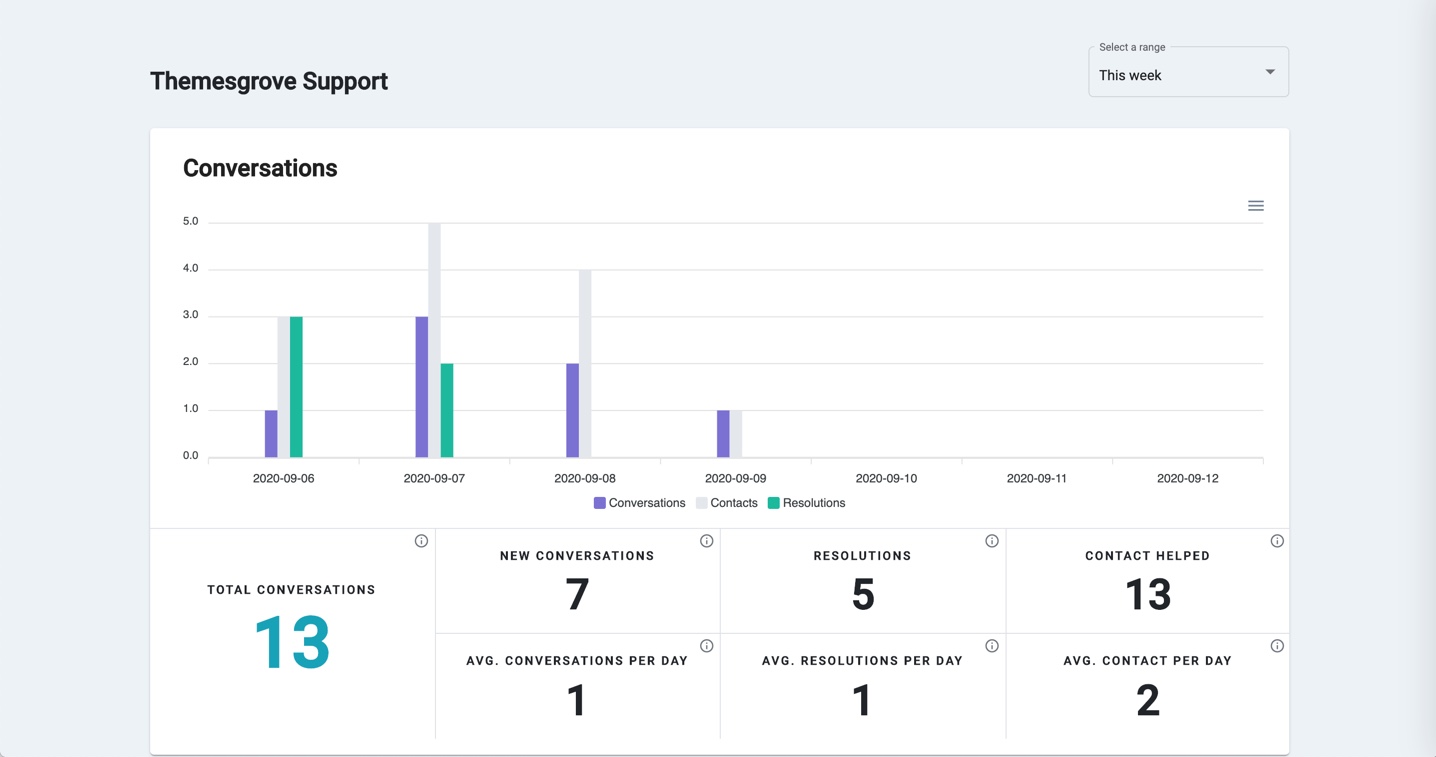 Select a range
Themesgrove Support
This week
Conversations
5.0
4.0
3.0
2.0
1.0
0.0
2020-09-06 2020-09-07 2020-09-08 2020-09-09 2020-09-10 2020-09-11 2020-09-12
Conversations Contacts Resolutions
TOTAL CONVERSATIONS
13
NEW CONVERSATIONS
7
RESOLUTIONS
5
CONTACT HELPED
13
AVG. CONVERSATIONS PER DAY
1
AVG. RESOLUTIONS PER DAY
1
AVG. CONTACT PER DAY
2